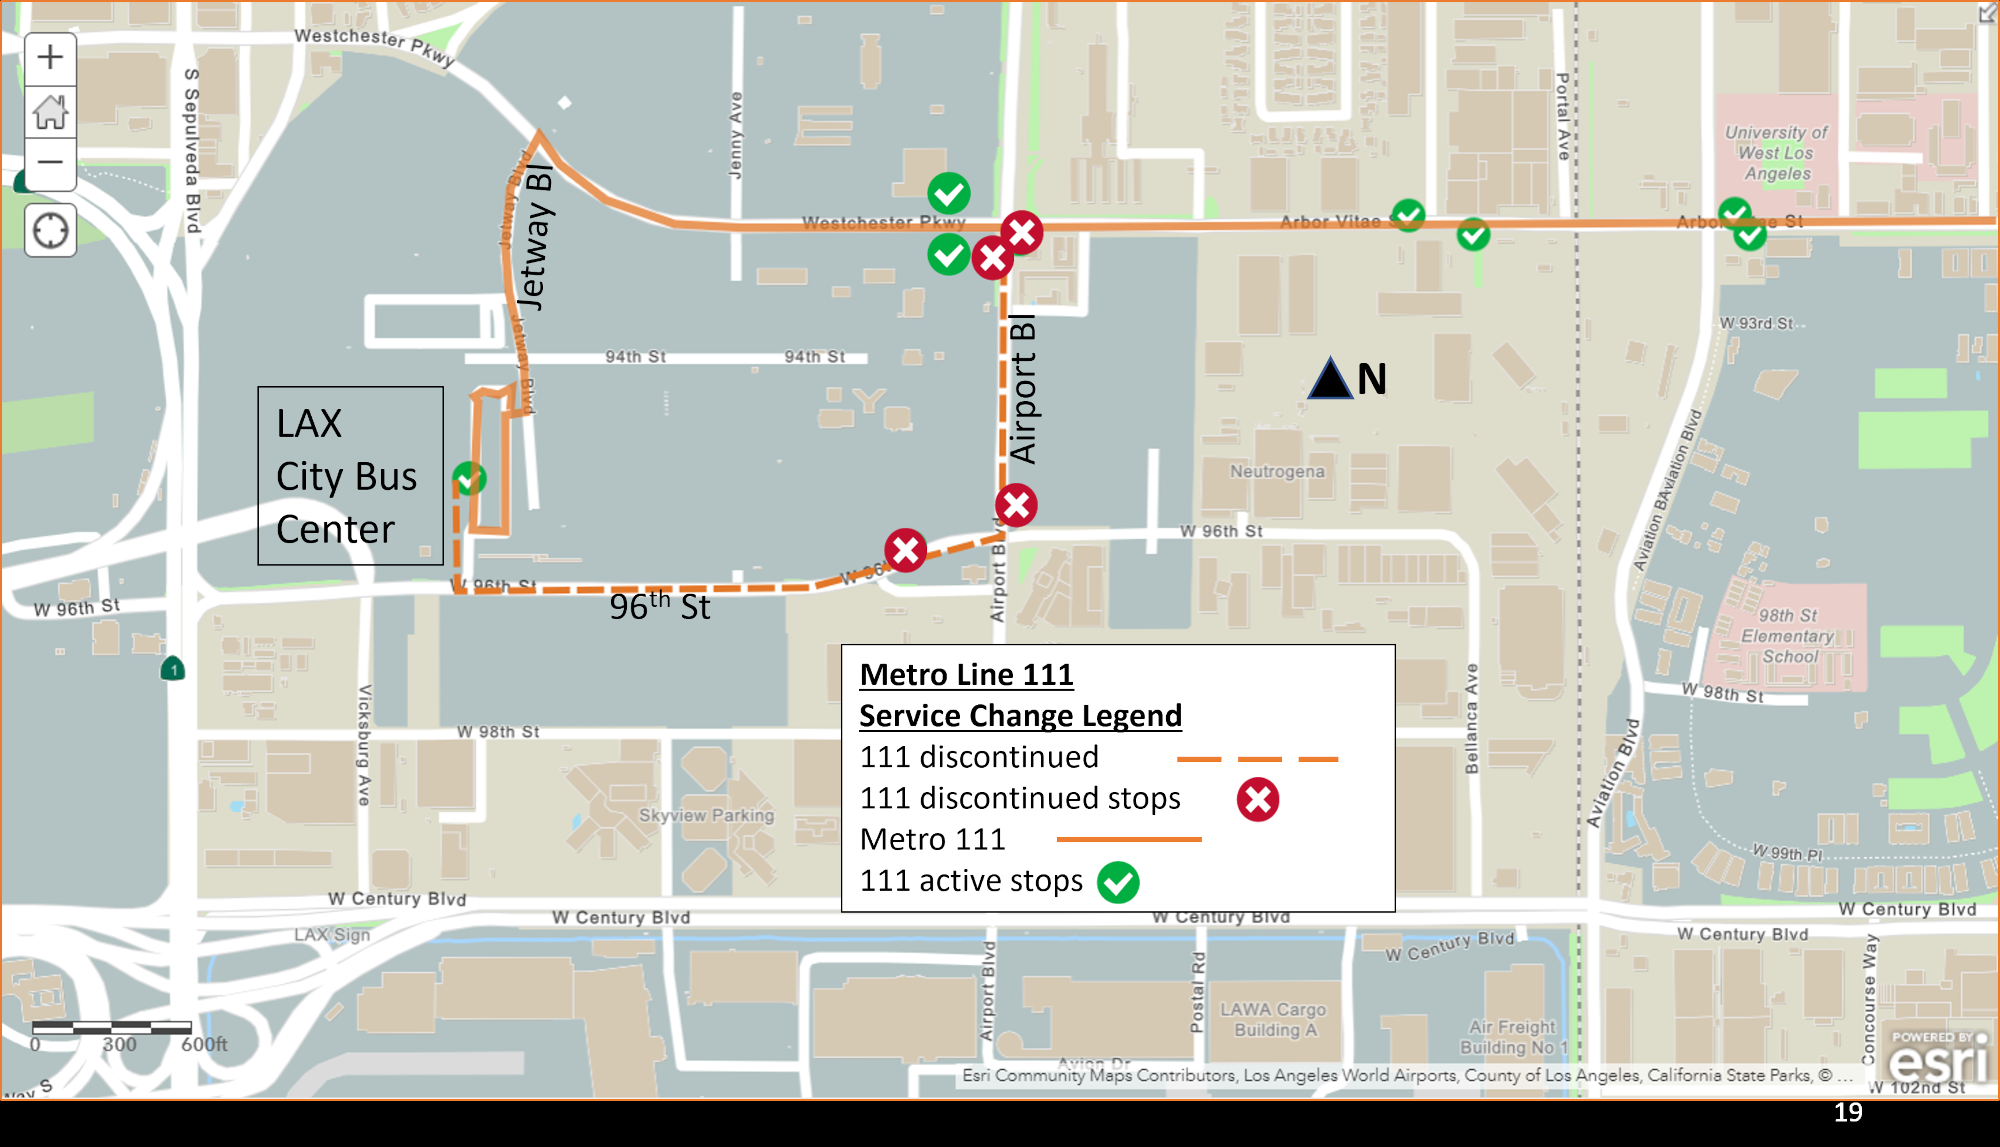 Westchester Pkwy
S Sepulveda Blvd
Jenny Ave
Portal Ave
University of
West Los
Angeles
Jetway Blvd
Jetway Bl
Westchester Pkwy
Arbor Vitae S
Arbo
e St
Jetway Blvd
94th St
94th St
Airport Bl
W 93rd St
N
LAX
City Bus
Center
Neutrogena
Aviation Blvd
Aviation B
W 96th St
W 96th St
W 96th St
W 96
96th St
Airport Blvd
Airport Blvd
98th St
Elementary
School
W 98th St
1
Metro Line 111
Service Change Legend
111 discontinued
111 discontinued stops
Metro 111
111 active stops
Vicksburg Ave
W 98th St
Bellanca Ave
Aviation Blvd
Skyview Parking
W 99th Pl
W Century Blvd
W Century Blvd
W Century Blvd
W Century Blvd
LAX Sign
W Century Blvd
W Century Blvd
Airport Blvd
Postal Rd
Concourse Way
LAWA Cargo
Building A
Air Freight
Building No 1
0 300 600ft
Avion Dr
way S
POWERED BY
esri
Esri Community Maps Contributors, Los Angeles World Airports, County of Los Angeles, California State Parks, © ...
W 102nd St
19